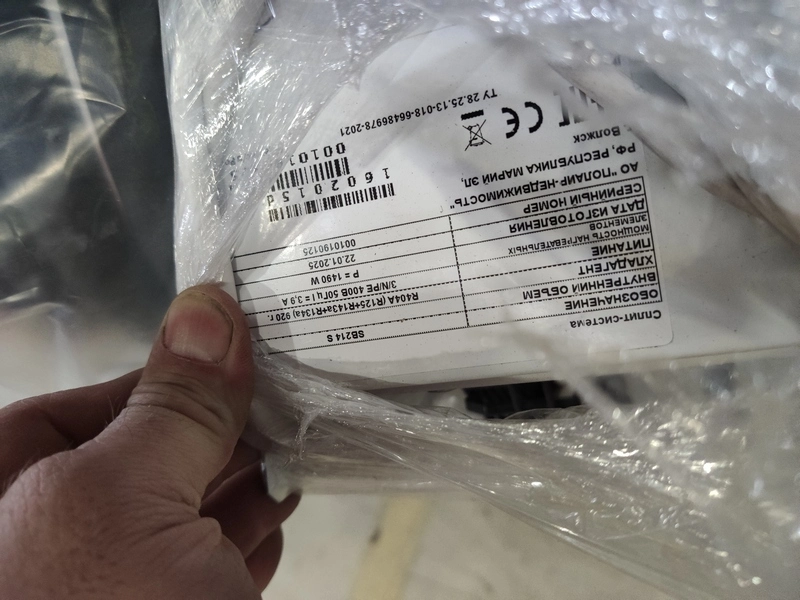 Сплит-система
ОБОЗНАЧЕНИЕ SB214 S
ВНУТРЕННИЙ ОБЪЕМ
ХЛАДАГЕНТ R404A (R125+R143a+R134a) 920 г.
ПИТАНИЕ 3/N/PE 400В 50Гц I = 3,9 А
МОЩНОСТЬ НАГРЕВАТЕЛЬНЫХ ЭЛЕМЕНТОВ P = 1490 W
ДАТА ИЗГОТОВЛЕНИЯ 22.01.2025
СЕРИЙНЫЙ НОМЕР 0010190125
АО "ПОЛАИР-НЕДВИЖИМОСТЬ"
РФ, РЕСПУБЛИКА МАРИЙ ЭЛ,
Волжск
1602015d
00101
CE
ТУ 28.25.13-018-66486978-2021